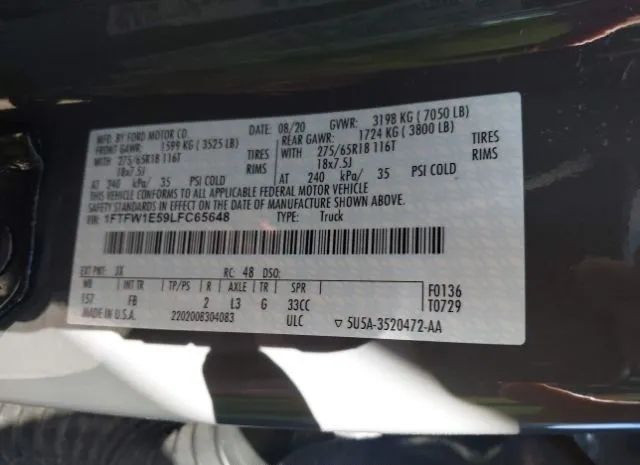 MFD. BY FORD MOTOR CO.
DATE: 08/20 GVWR: 3198 KG ( 7050 LB)
FRONT GAWR: 1599 KG ( 3525 LB) REAR GAWR: 1724 KG ( 3800 LB)
WITH 275/65R18 116T TIRES WITH 275/65R18 116T TIRES
18x7.5J RIMS 18x7.5J RIMS
AT 240 kPa/ 35 PSI COLD AT 240 kPa/ 35 PSI COLD
THIS VEHICLE CONFORMS TO ALL APPLICABLE FEDERAL MOTOR VEHICLE
SAFETY STANDARDS IN EFFECT ON THE DATE OF MANUFACTURE SHOWN ABOVE.
VIN: 1FTFW1E59LFC65648 TYPE: Truck
EXT PNT: JX RC: 48 DSO:
WB INT TR TP/PS R AXLE TR SPR F0136
157 FB 2 L3 G 33CC T0729
MADE IN U.S.A. 2202008304083 ULC ▽ 5U5A-3520472-AA